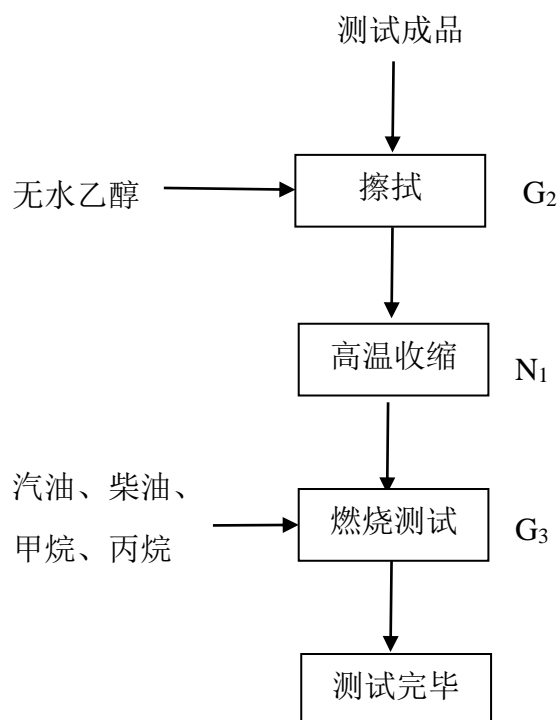 测试成品
无水乙醇
擦拭
G₂
高温收缩
N₁
汽油、柴油、
甲烷、丙烷
燃烧测试
G₃
测试完毕